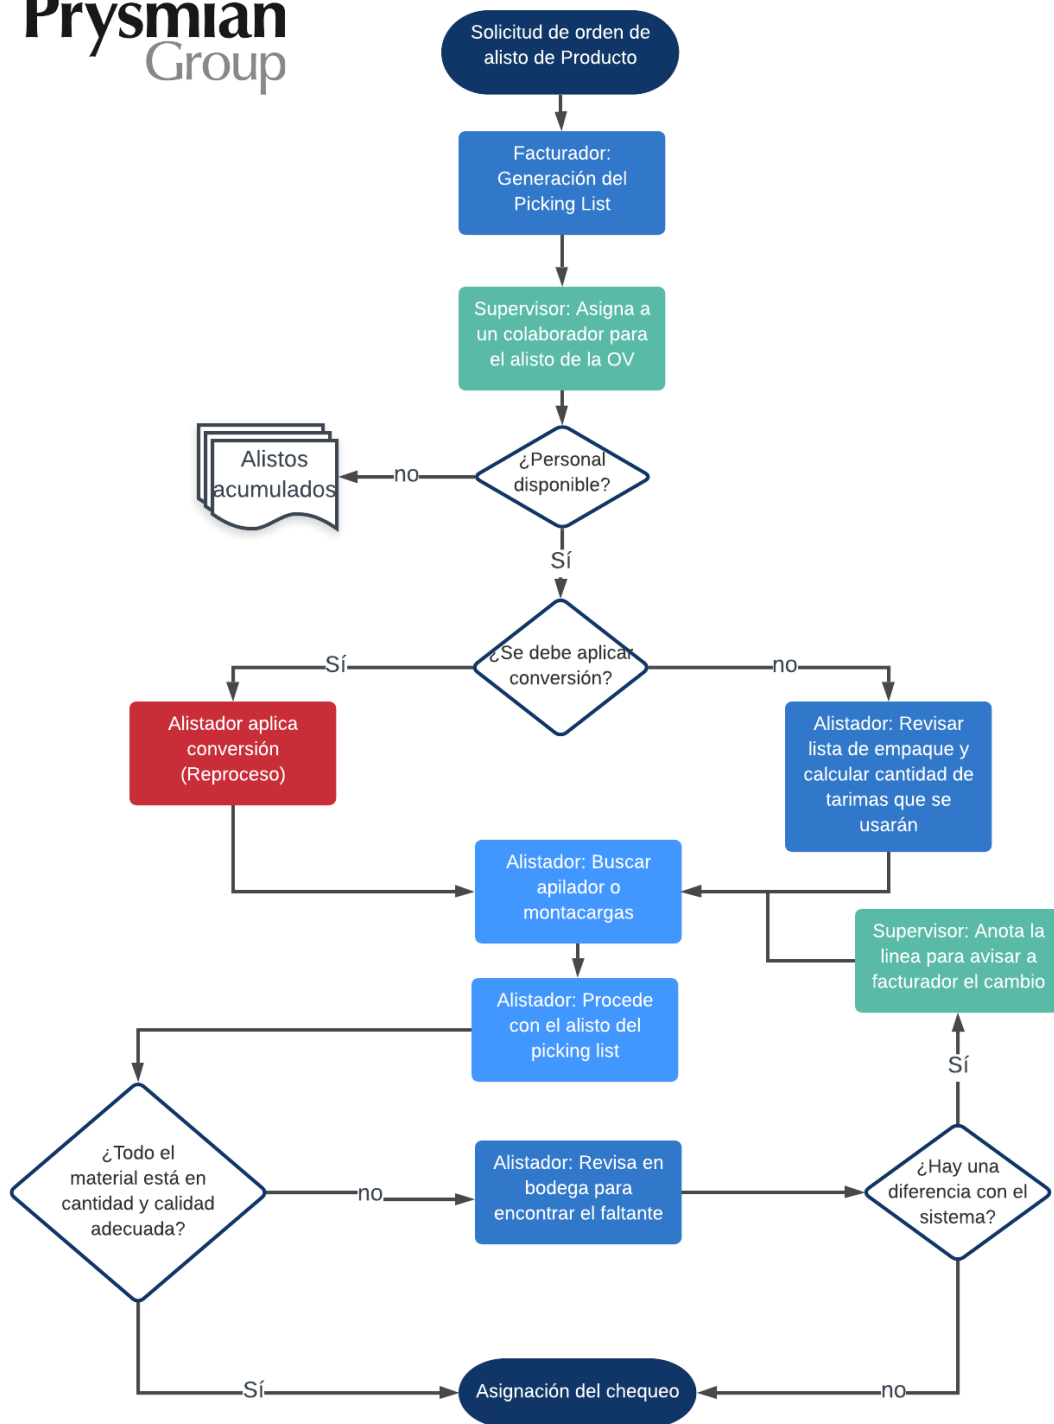 Prysmian
Group
Solicitud de orden de
alisto de Producto
Facturador:
Generación del
Picking List
Supervisor: Asigna a
un colaborador para
el alisto de la OV
¿Personal
disponible?
no
Alistos
acumulados
Sí
¿Se debe aplicar
conversión?
Sí
no
Alistador aplica
conversión
(Reproceso)
Alistador: Revisar
lista de empaque y
calcular cantidad de
tarimas que se
usarán
Alistador: Buscar
apilador o
montacargas
Supervisor: Anota la
linea para avisar a
facturador el cambio
Alistador: Procede
con el alisto del
picking list
Sí
¿Todo el
material está en
cantidad y calidad
adecuada?
no
Alistador: Revisa en
bodega para
encontrar el faltante
¿Hay una
diferencia con el
sistema?
Sí
Asignación del chequeo
no